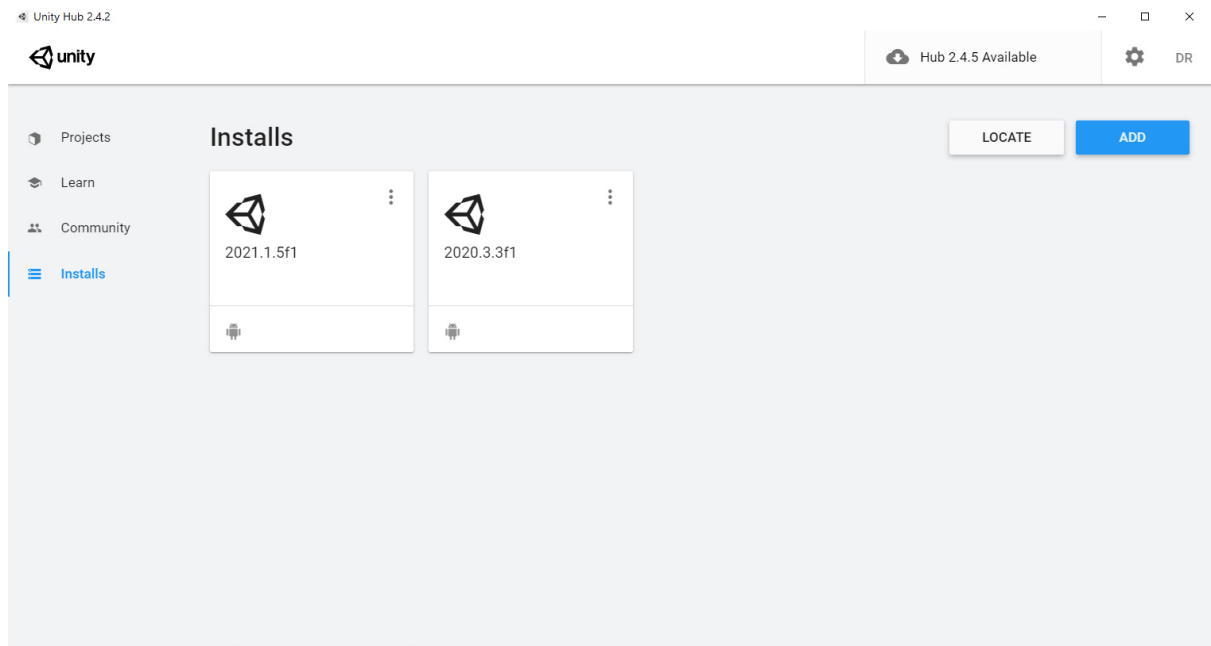 Unity Hub 2.4.2
unity
Hub 2.4.5 Available
DR
Projects
Learn
Community
Installs
Installs
LOCATE
ADD
2021.1.5f1
2020.3.3f1